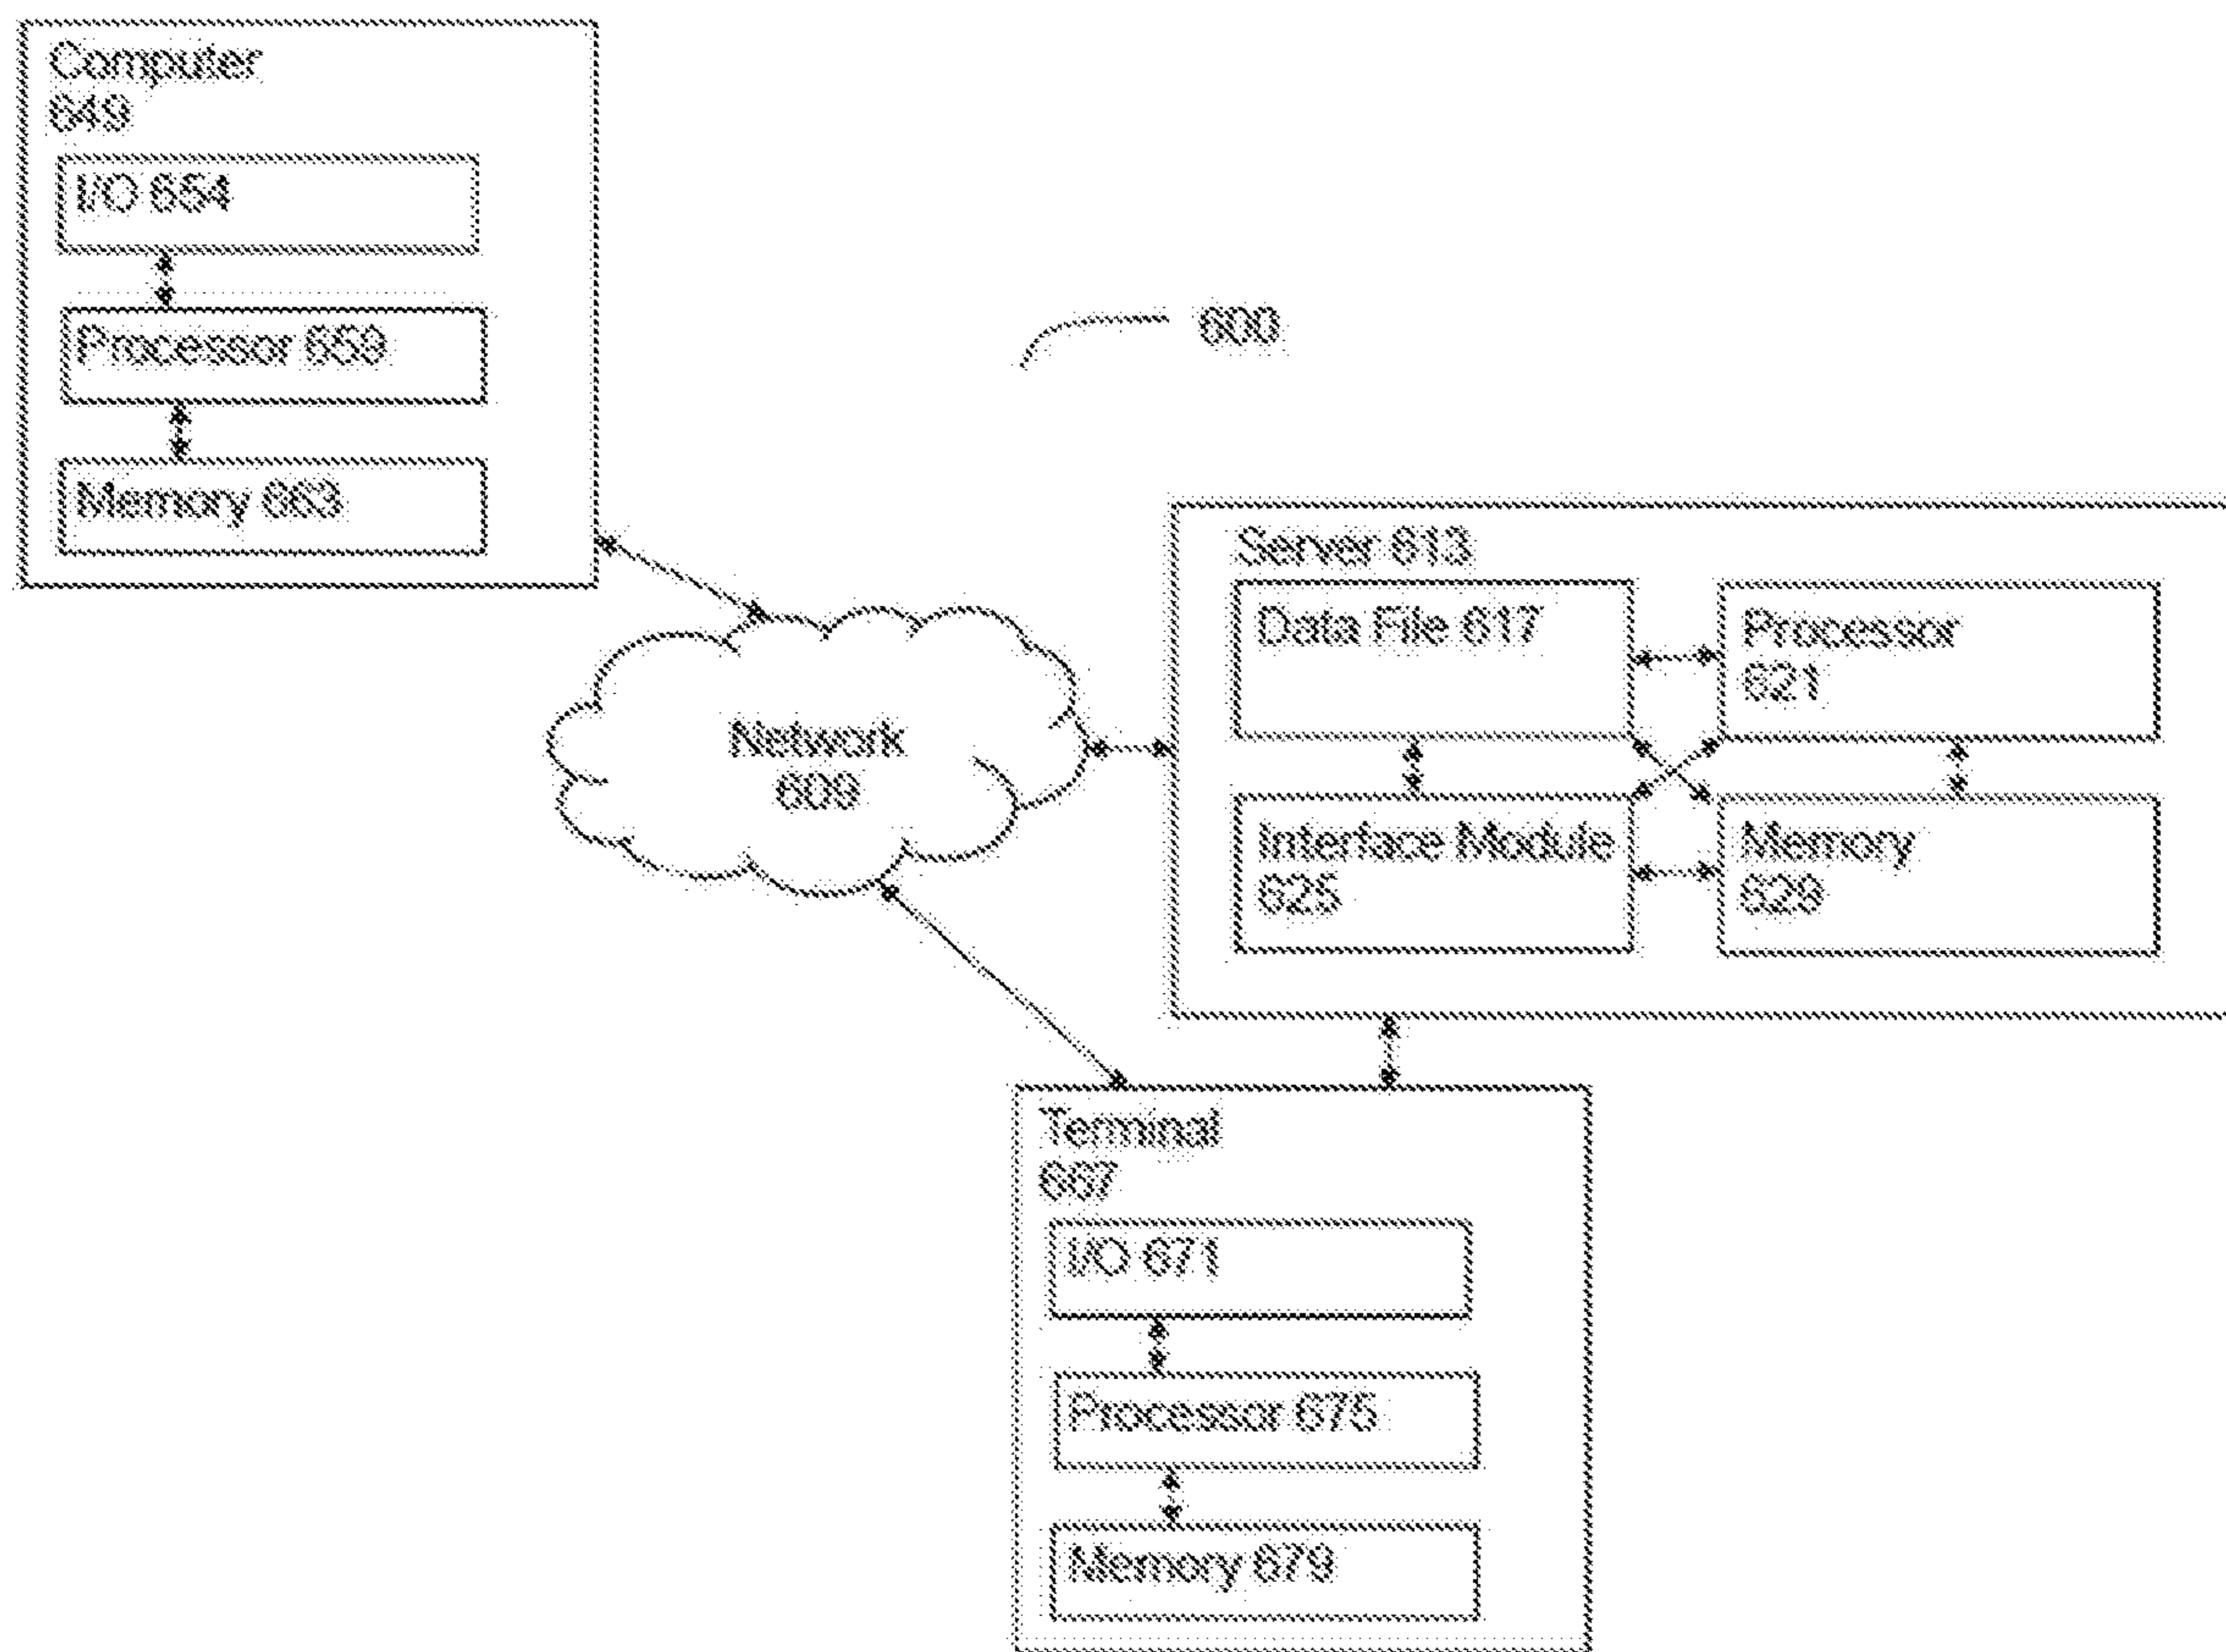 Computer
649
I/O 654
Processor 659
Memory 663
600
Server 613
Data File 617
Processor
621
Network
609
Interface Module
625
Memory
629
Terminal
667
I/O 671
Processor 675
Memory 679